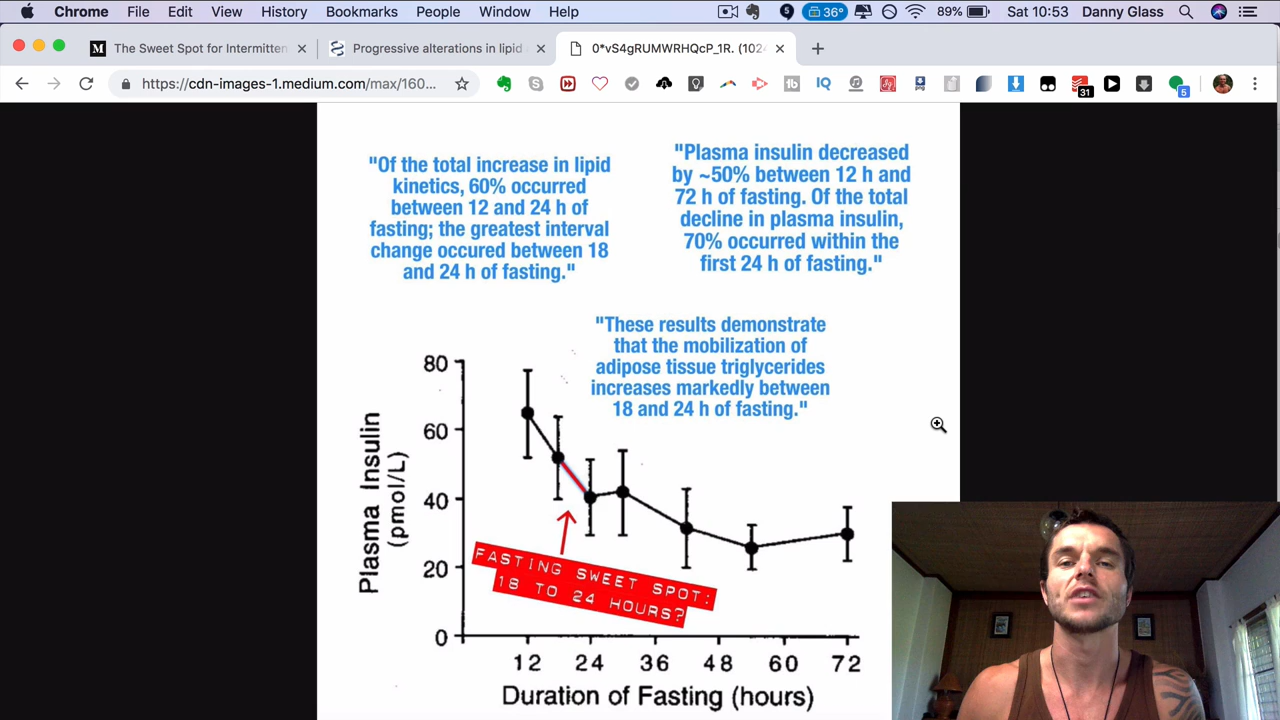 Chrome File Edit View History Bookmarks People Window Help 5 36° 89% Sat 10:53 Danny Glass
The Sweet Spot for Intermitten Progressive alterations in lipid 0*vS4gRUMWRHQcP_1R. (102
https://cdn-images-1.medium.com/max/160... tb IQ 31 5
"Of the total increase in lipid
kinetics, 60% occurred
between 12 and 24 h of
fasting; the greatest interval
change occured between 18
and 24 h of fasting."
"Plasma insulin decreased
by ~50% between 12 h and
72 h of fasting. Of the total
decline in plasma insulin,
70% occurred within the
first 24 h of fasting."
"These results demonstrate
that the mobilization of
adipose tissue triglycerides
increases markedly between
18 and 24 h of fasting."
Plasma Insulin
(pmol/L)
80
60
40
20
0
FASTING SWEET SPOT:
18 TO 24 HOURS?
12 24 36 48 60 72
Duration of Fasting (hours)